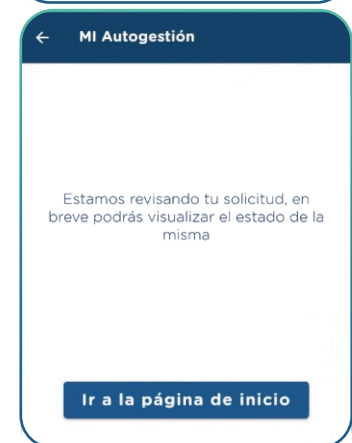 MI Autogestión
Estamos revisando tu solicitud, en
breve podrás visualizar el estado de la
misma
Ir a la página de inicio